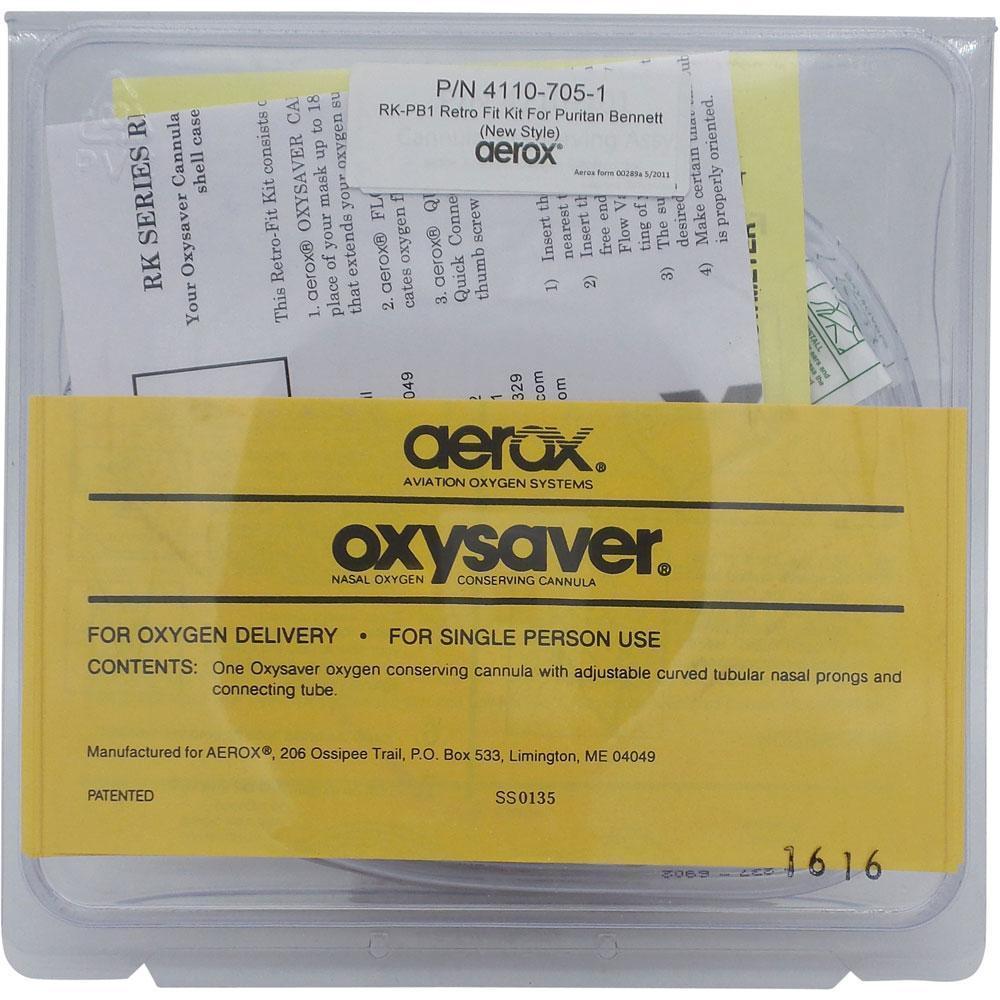 P/N 4110-705-1
RK-PB1 Retro Fit Kit For Puritan Bennett
(New Style)
aerox®
Aerox form 00289a 5/2011
RK SERIES
Your Oxysaver Cannula
shell case
This Retro-Fit Kit consists
1. aerox® OXYSAVER
place of your mask up to 18
that extends your oxygen
2. aerox®
cates oxygen
3. aerox®
Quick
thumb screw
1) Insert
nearest
2) Insert
free end
Flow
ting of
3) The
desired
4) Make certain that
is properly oriented.
049
329
com
om
aerox®
AVIATION OXYGEN SYSTEMS
oxysaver®
NASAL OXYGEN CONSERVING CANNULA
FOR OXYGEN DELIVERY • FOR SINGLE PERSON USE
CONTENTS: One Oxysaver oxygen conserving cannula with adjustable curved tubular nasal prongs and
connecting tube.
Manufactured for AEROX®, 206 Ossipee Trail, P.O. Box 533, Limington, ME 04049
PATENTED SS0135
1616